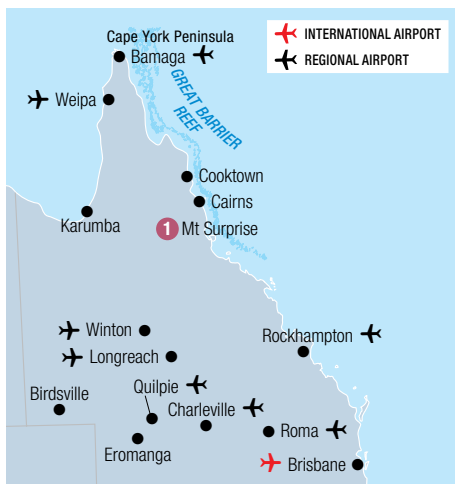 INTERNATIONAL AIRPORT
REGIONAL AIRPORT
Cape York Peninsula
Bamaga
Weipa
GREAT BARRIER
REEF
Cooktown
Cairns
Karumba
1 Mt Surprise
Winton
Rockhampton
Longreach
Quilpie
Birdsville
Charleville
Roma
Eromanga
Brisbane